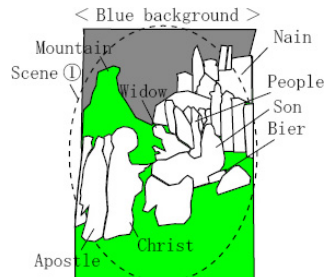 < Blue background >
Mountain
Nain
Scene ①
Widow
People
Son
Bier
Christ
Apostle